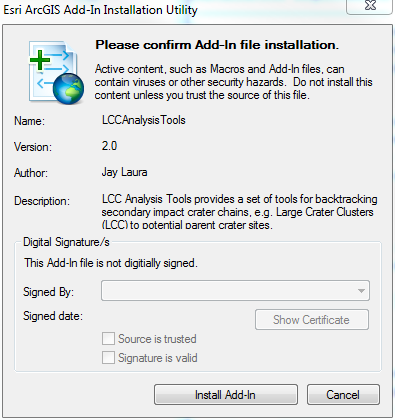 Esri ArcGIS Add-In Installation Utility
Please confirm Add-In file installation.
Active content, such as Macros and Add-In files, can
contain viruses or other security hazards. Do not install this
content unless you trust the source of this file.
Name: LCCAnalysisTools
Version: 2.0
Author: Jay Laura
Description: LCC Analysis Tools provides a set of tools for backtracking
secondary impact crater chains, e.g. Large Crater Clusters
(LCC) to potential parent crater sites.
Digital Signature/s
This Add-In file is not digitially signed.
Signed By:
Signed date: Show Certificate
Source is trusted
Signature is valid
Install Add-In Cancel